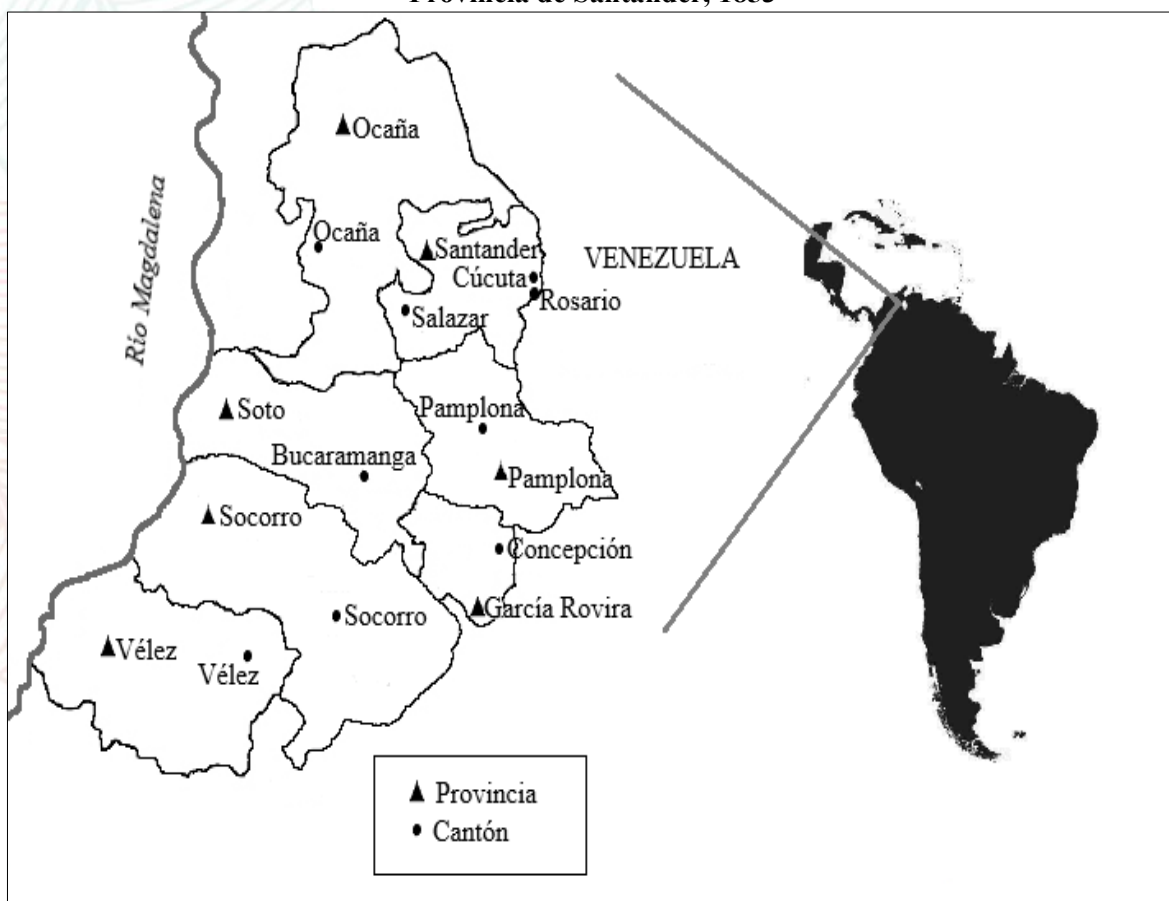 Provincia de Santander, 1853
Ocaña
Río Magdalena
Ocaña
Santander
VENEZUELA
Cúcuta
Rosario
Salazar
Soto
Pamplona
Bucaramanga
Pamplona
Socorro
Concepción
García Rovira
Socorro
Vélez
Vélez
Provincia
Cantón